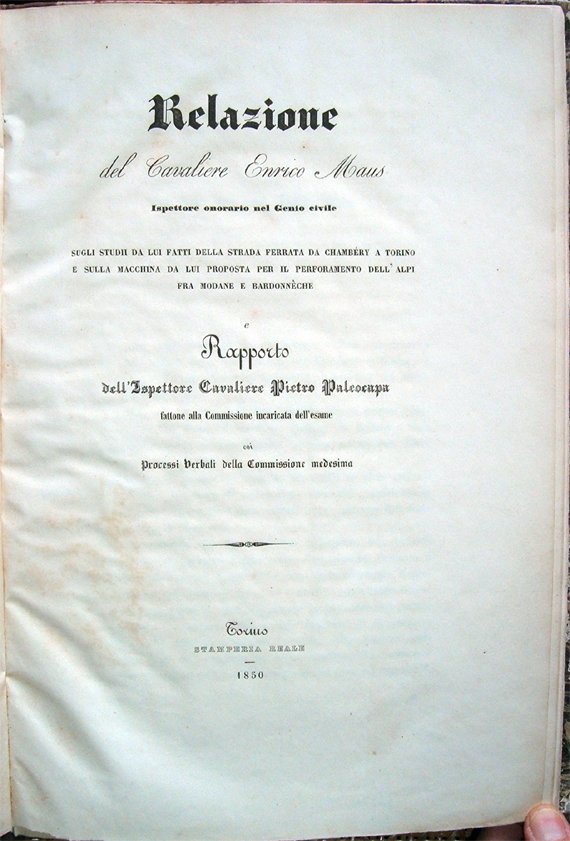 Relazione
del Cavaliere Enrico Maus
Ispettore onorario nel Genio civile
SUGLI STUDII DA LUI FATTI DELLA STRADA FERRATA DA CHAMBÉRY A TORINO
E SULLA MACCHINA DA LUI PROPOSTA PER IL PERFORAMENTO DELL'ALPI
FRA MODANE E BARDONNÈCHE
e
Rapporto
dell'Ispettore Cavaliere Pietro Paleocapa
fattone alla Commissione incaricata dell'esame
coi
Processi Verbali della Commissione medesima
Torino
STAMPERIA REALE
1850